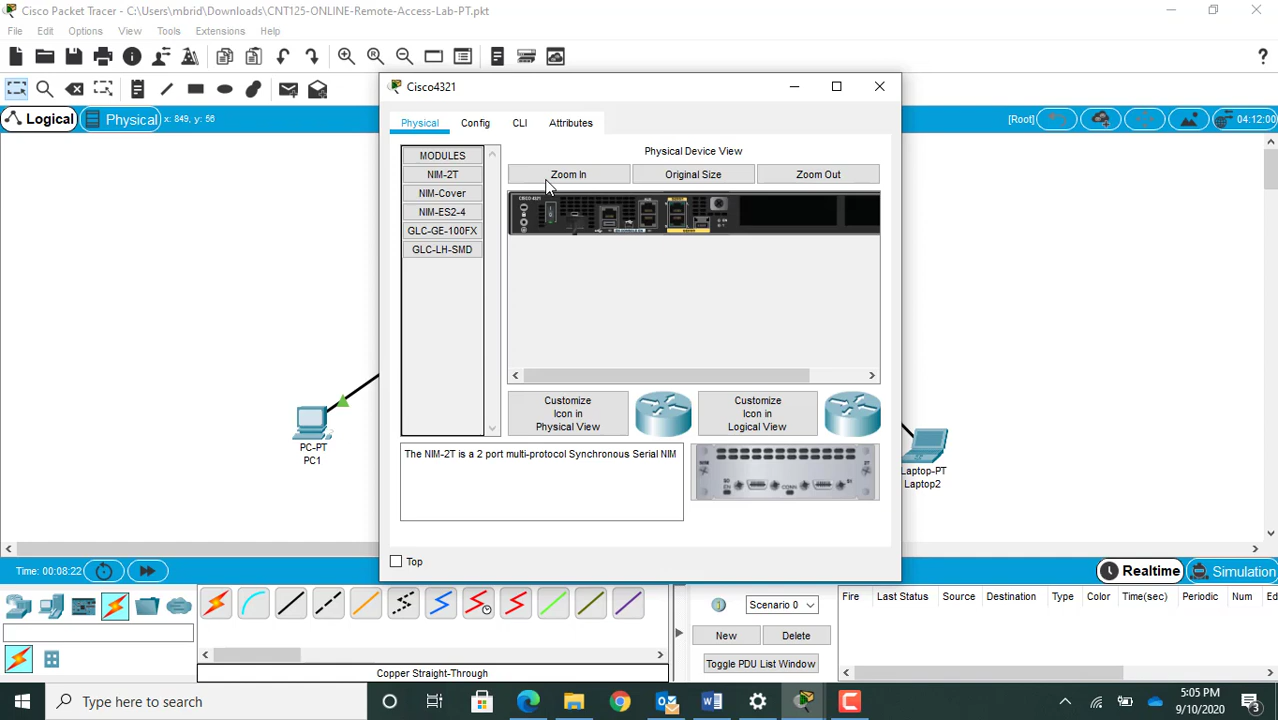 Cisco Packet Tracer - C:\Users\mbrid\Downloads\CNT125-ONLINE-Remote-Access-Lab-PT.pkt
File Edit Options View Tools Extensions Help
?
Logical Physical x: 849, y: 56
[Root] 04:12:00
Cisco4321
Physical Config CLI Attributes
MODULES
NIM-2T
NIM-Cover
NIM-ES2-4
GLC-GE-100FX
GLC-LH-SMD
Physical Device View
Zoom In Original Size Zoom Out
CISCO 4321
Customize
Icon in
Physical View
Customize
Icon in
Logical View
The NIM-2T is a 2 port multi-protocol Synchronous Serial NIM
Top
PC-PT
PC1
Laptop-PT
Laptop2
Time: 00:08:22
Realtime Simulation
Copper Straight-Through
Scenario 0
New Delete
Toggle PDU List Window
Fire Last Status Source Destination Type Color Time(sec) Periodic Num Ed
Type here to search
5:05 PM
9/10/2020
3